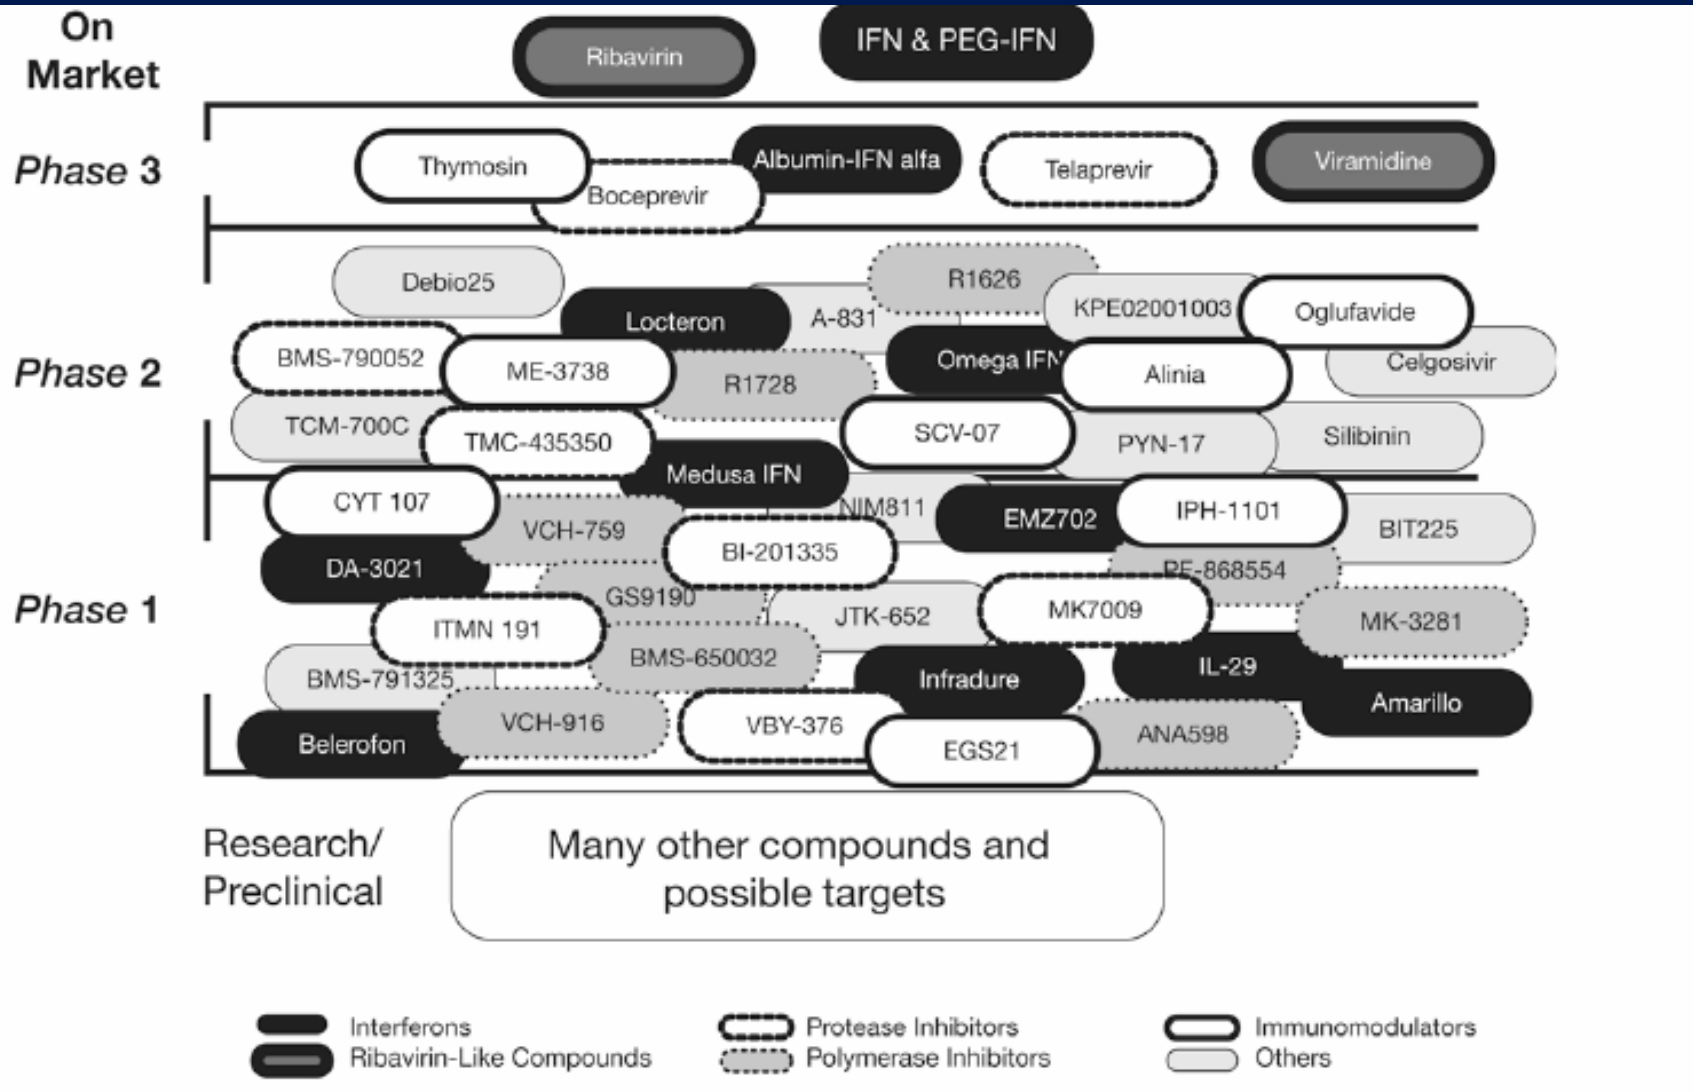 On
Market
Ribavirin
IFN & PEG-IFN
Phase 3
Thymosin
Boceprevir
Albumin-IFN alfa
Telaprevir
Viramidine
Phase 2
Debio25
R1626
Locteron
A-831
KPE02001003
Oglufavide
BMS-790052
ME-3738
R1728
Omega IFN
Alinia
Celgosivir
TCM-700C
TMC-435350
SCV-07
PYN-17
Silibinin
Medusa IFN
Phase 1
CYT 107
VCH-759
NIM811
EMZ702
IPH-1101
BIT225
BI-201335
DA-3021
PF-868554
GS9190
JTK-652
MK7009
MK-3281
ITMN 191
BMS-650032
IL-29
BMS-791325
Infradure
Amarillo
VCH-916
VBY-376
ANA598
Belerofon
EGS21
Research/
Preclinical
Many other compounds and
possible targets
Interferons
Protease Inhibitors
Immunomodulators
Ribavirin-Like Compounds
Polymerase Inhibitors
Others